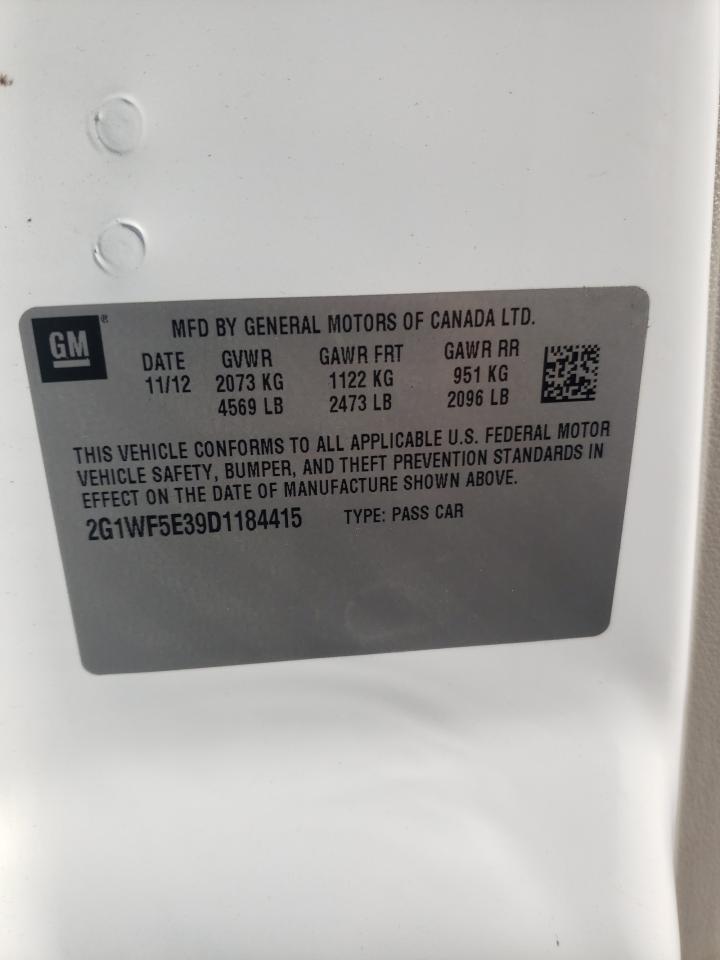 GM®
MFD BY GENERAL MOTORS OF CANADA LTD.
DATE GVWR GAWR FRT GAWR RR
11/12 2073 KG 1122 KG 951 KG
4569 LB 2473 LB 2096 LB
THIS VEHICLE CONFORMS TO ALL APPLICABLE U.S. FEDERAL MOTOR
VEHICLE SAFETY, BUMPER, AND THEFT PREVENTION STANDARDS IN
EFFECT ON THE DATE OF MANUFACTURE SHOWN ABOVE.
2G1WF5E39D1184415 TYPE: PASS CAR